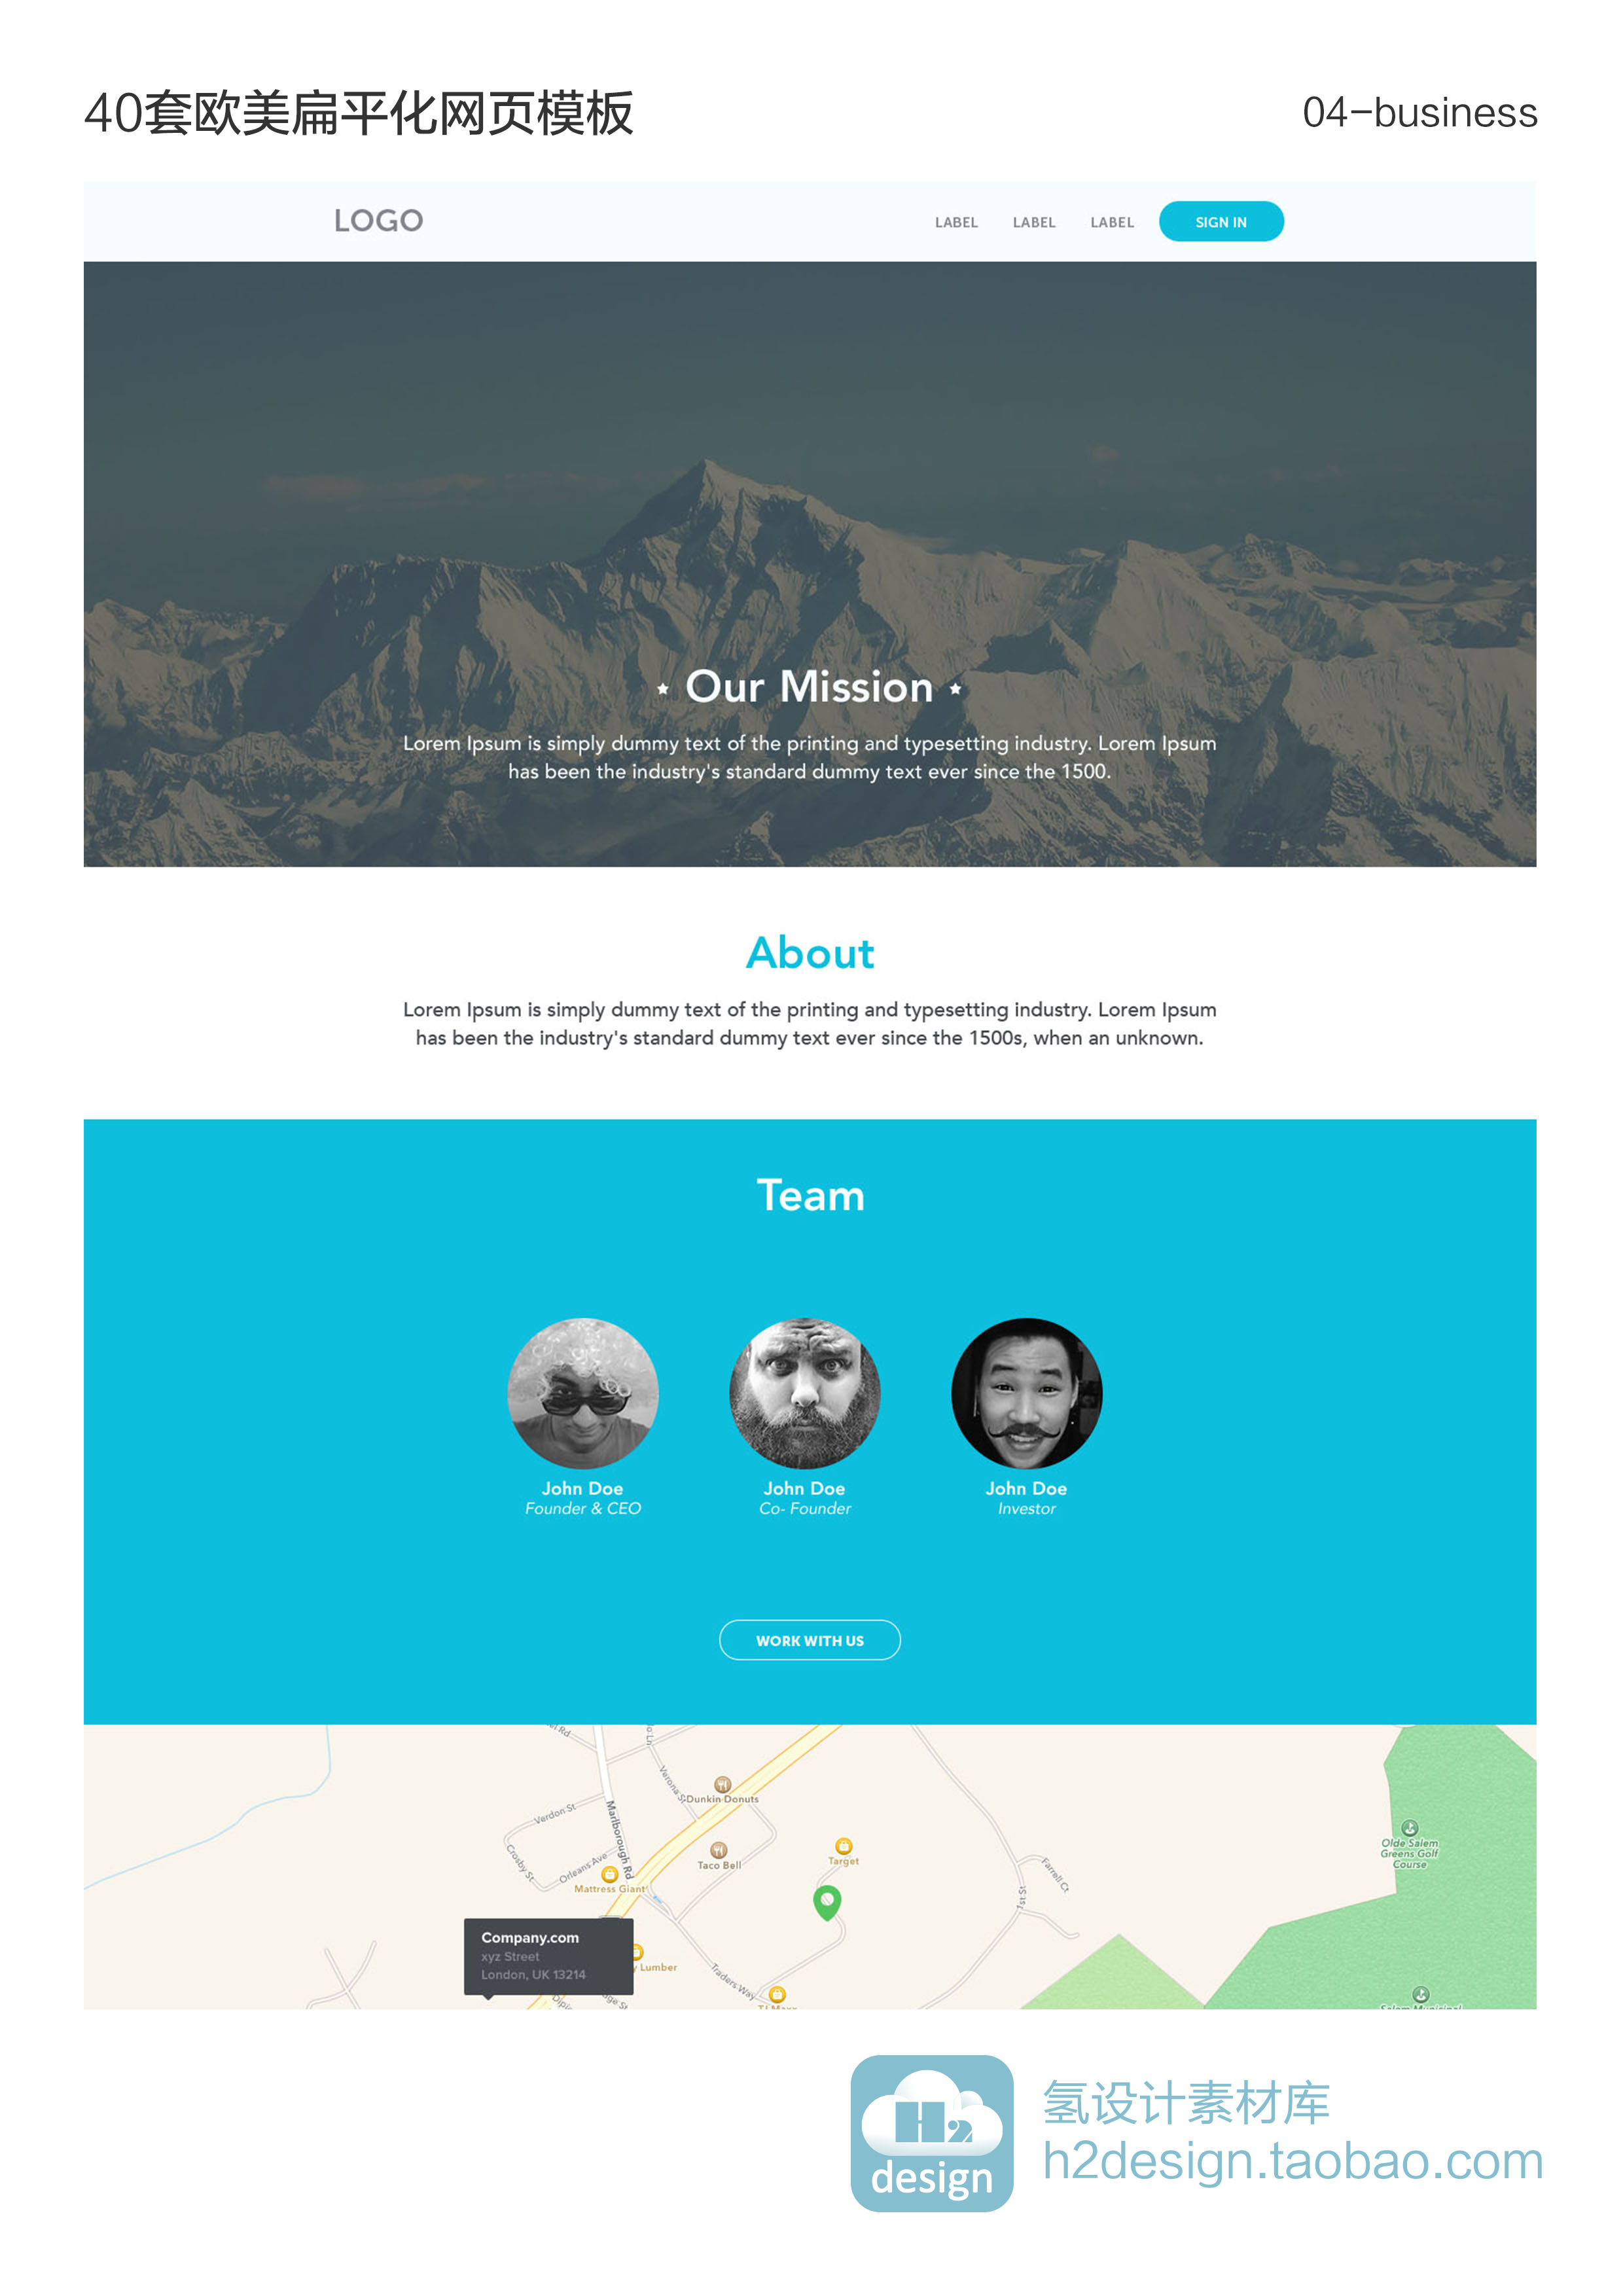 40套欧美扁平化网页模板
04-business
LOGO
LABEL
LABEL
LABEL
SIGN IN
Our Mission
Lorem Ipsum is simply dummy text of the printing and typesetting industry. Lorem Ipsum
has been the industry's standard dummy text ever since the 1500.
About
Lorem Ipsum is simply dummy text of the printing and typesetting industry. Lorem Ipsum
has been the industry's standard dummy text ever since the 1500s, when an unknown.
Team
John Doe
Founder & CEO
John Doe
Co- Founder
John Doe
Investor
WORK WITH US
Rd
Ln
Verona
Dunkin Donuts
Verdon St
Marlborough Rd
Crosby St
Orleans Ave
Taco Bell
Target
Mattress Giant
Farrell Ct
1st St
Olde Salem
Greens Golf
Course
Company.com
xyz Street
London, UK 13214
Lumber
Traders Way
H2
design
氢设计素材库
h2design.taobao.com